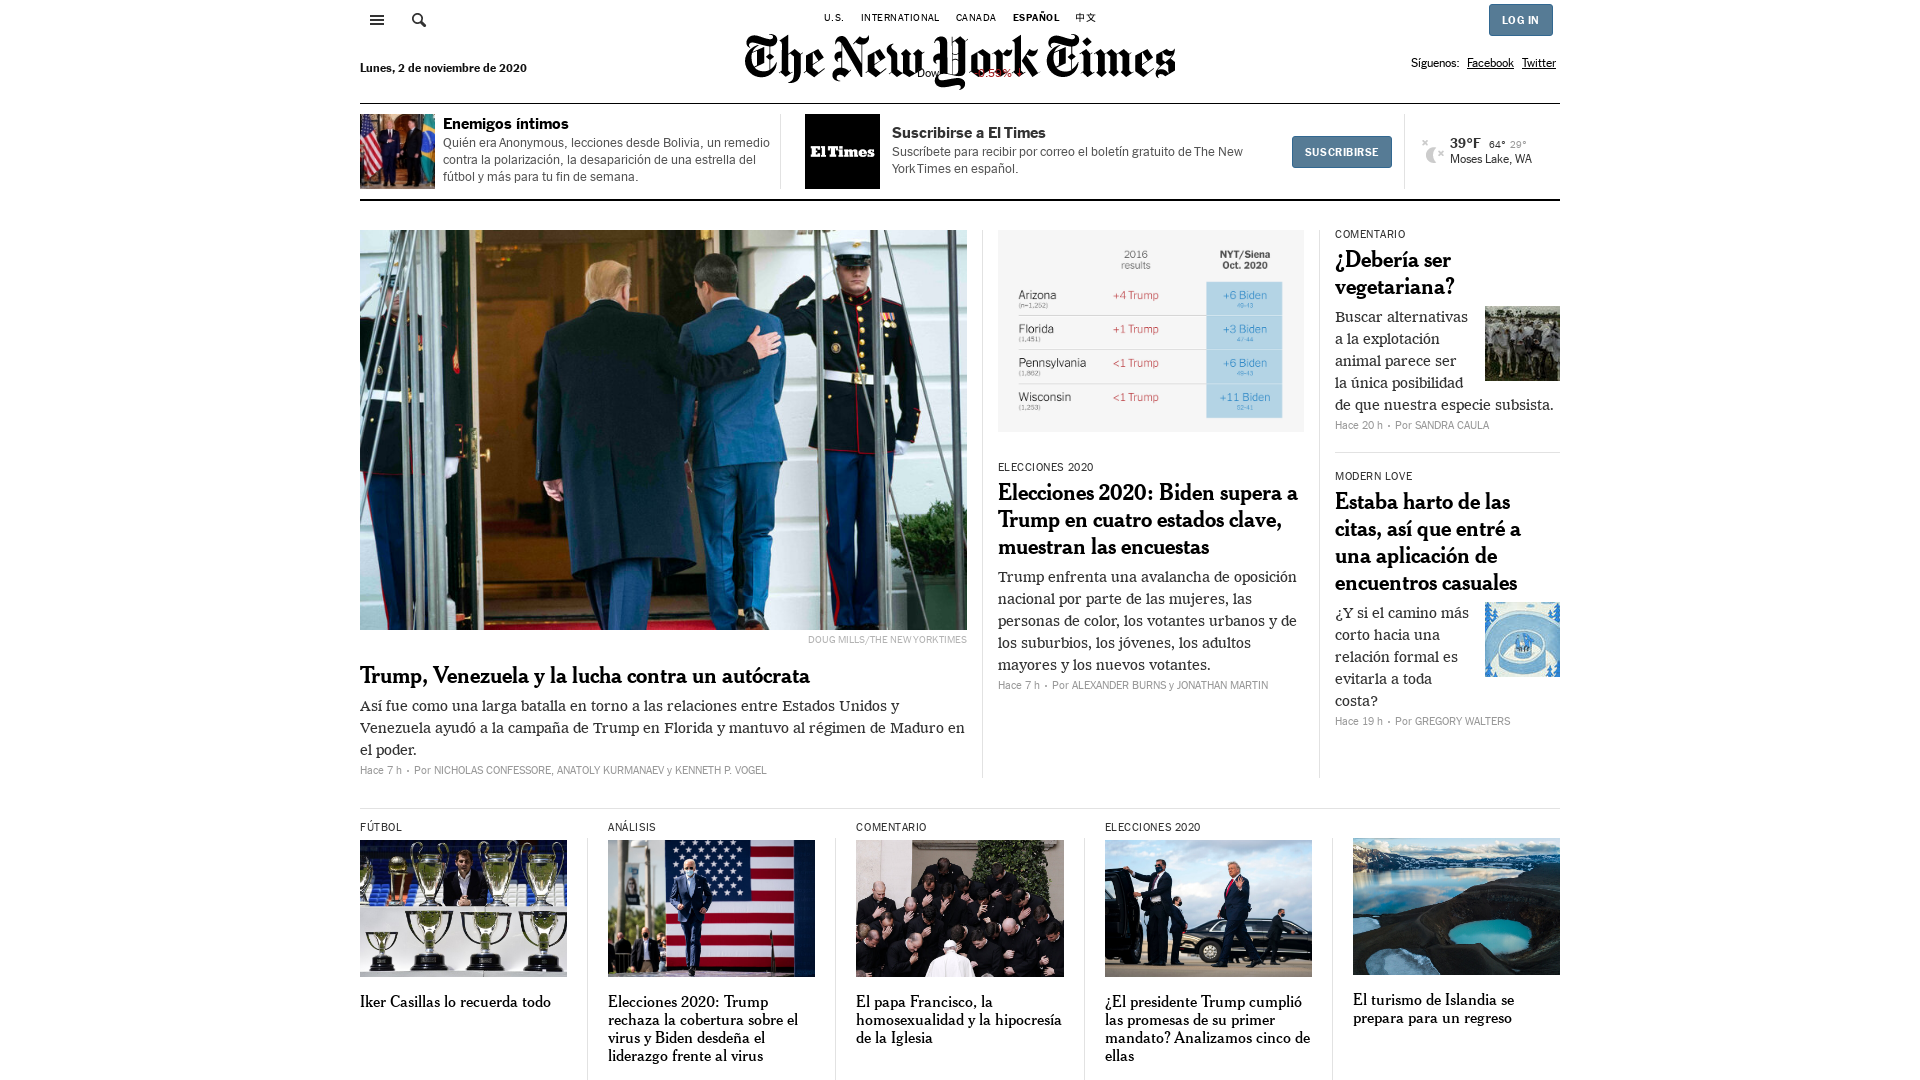 U.S. INTERNATIONAL CANADA ESPAÑOL 中文
LOG IN
The New York Times
Lunes, 2 de noviembre de 2020
Síguenos: Facebook Twitter
Enemigos íntimos
Quién era Anonymous, lecciones desde Bolivia, un remedio
contra la polarización, la desaparición de una estrella del
fútbol y más para tu fin de semana.
El Times
Suscribirse a El Times
Suscríbete para recibir por correo el boletín gratuito de The New
York Times en español.
SUSCRIBIRSE
39°F 64° 29°
Moses Lake, WA
DOUG MILLS/THE NEW YORK TIMES
Trump, Venezuela y la lucha contra un autócrata
Así fue como una larga batalla en torno a las relaciones entre Estados Unidos y
Venezuela ayudó a la campaña de Trump en Florida y mantuvo al régimen de Maduro en
el poder.
Hace 7 h • Por NICHOLAS CONFESSORE, ANATOLY KURMANAEV y KENNETH P. VOGEL
2016 NYT/Siena
results Oct. 2020
Arizona +4 Trump +6 Biden
(n=1,252) 49-43
Florida +1 Trump +3 Biden
(1,451) 47-44
Pennsylvania <1 Trump +6 Biden
(1,862) 49-43
Wisconsin <1 Trump +11 Biden
(1,253) 52-41
ELECCIONES 2020
Elecciones 2020: Biden supera a
Trump en cuatro estados clave,
muestran las encuestas
Trump enfrenta una avalancha de oposición
nacional por parte de las mujeres, las
personas de color, los votantes urbanos y de
los suburbios, los jóvenes, los adultos
mayores y los nuevos votantes.
Hace 7 h • Por ALEXANDER BURNS y JONATHAN MARTIN
COMENTARIO
¿Debería ser
vegetariana?
Buscar alternativas
a la explotación
animal parece ser
la única posibilidad
de que nuestra especie subsista.
Hace 20 h • Por SANDRA CAULA
MODERN LOVE
Estaba harto de las
citas, así que entré a
una aplicación de
encuentros casuales
¿Y si el camino más
corto hacia una
relación formal es
evitarla a toda
costa?
Hace 19 h • Por GREGORY WALTERS
FÚTBOL
Iker Casillas lo recuerda todo
ANÁLISIS
Elecciones 2020: Trump
rechaza la cobertura sobre el
virus y Biden desdeña el
liderazgo frente al virus
COMENTARIO
El papa Francisco, la
homosexualidad y la hipocresía
de la Iglesia
ELECCIONES 2020
¿El presidente Trump cumplió
las promesas de su primer
mandato? Analizamos cinco de
ellas
El turismo de Islandia se
prepara para un regreso